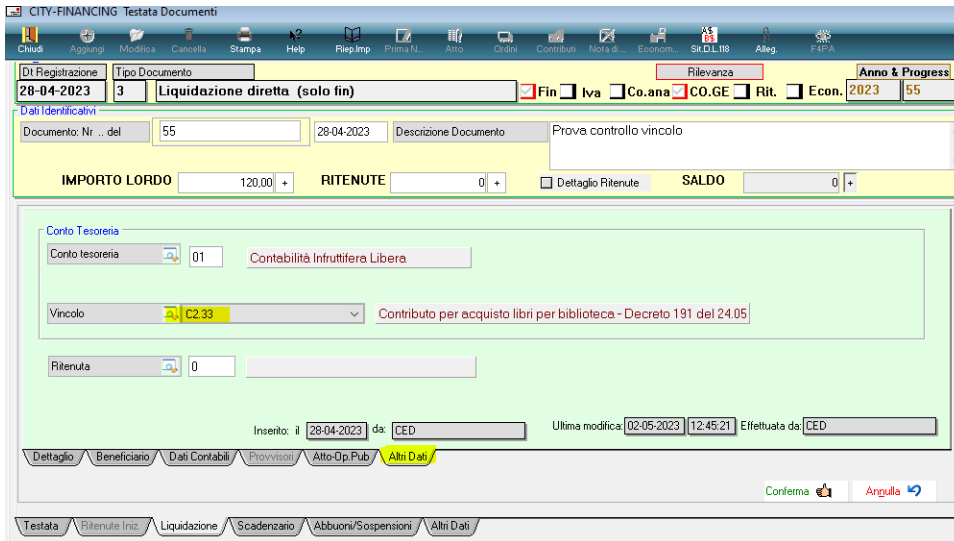 CITY-FINANCING Testata Documenti
Chiudi Aggiungi Modifica Cancella Stampa Help Riep.Imp Prima N... Atto Ordini Contributi Nota di... Econom... Sit.D.L.118 Alleg. F4PA
Dt Registrazione Tipo Documento Rilevanza Anno & Progress
28-04-2023 3 Liquidazione diretta (solo fin) Fin Iva Co.ana CO.GE Rit. Econ. 2023 55
Dati Identificativi
Documento: Nr .. del 55 28-04-2023 Descrizione Documento Prova controllo vincolo
IMPORTO LORDO 120,00 + RITENUTE 0 + Dettaglio Ritenute SALDO 0 +
Conto Tesoreria
Conto tesoreria 01 Contabilità Infruttifera Libera
Vincolo C2.33 Contributo per acquisto libri per biblioteca - Decreto 191 del 24.05
Ritenuta 0
Inserito: il 28-04-2023 da: CED Ultima modifica: 02-05-2023 12:45:21 Effettuata da: CED
Dettaglio Beneficiario Dati Contabili Provvisori Atto-Op.Pub Altri Dati
Conferma Annulla
Testata Ritenute Iniz. Liquidazione Scadenzario Abbuoni/Sospensioni Altri Dati